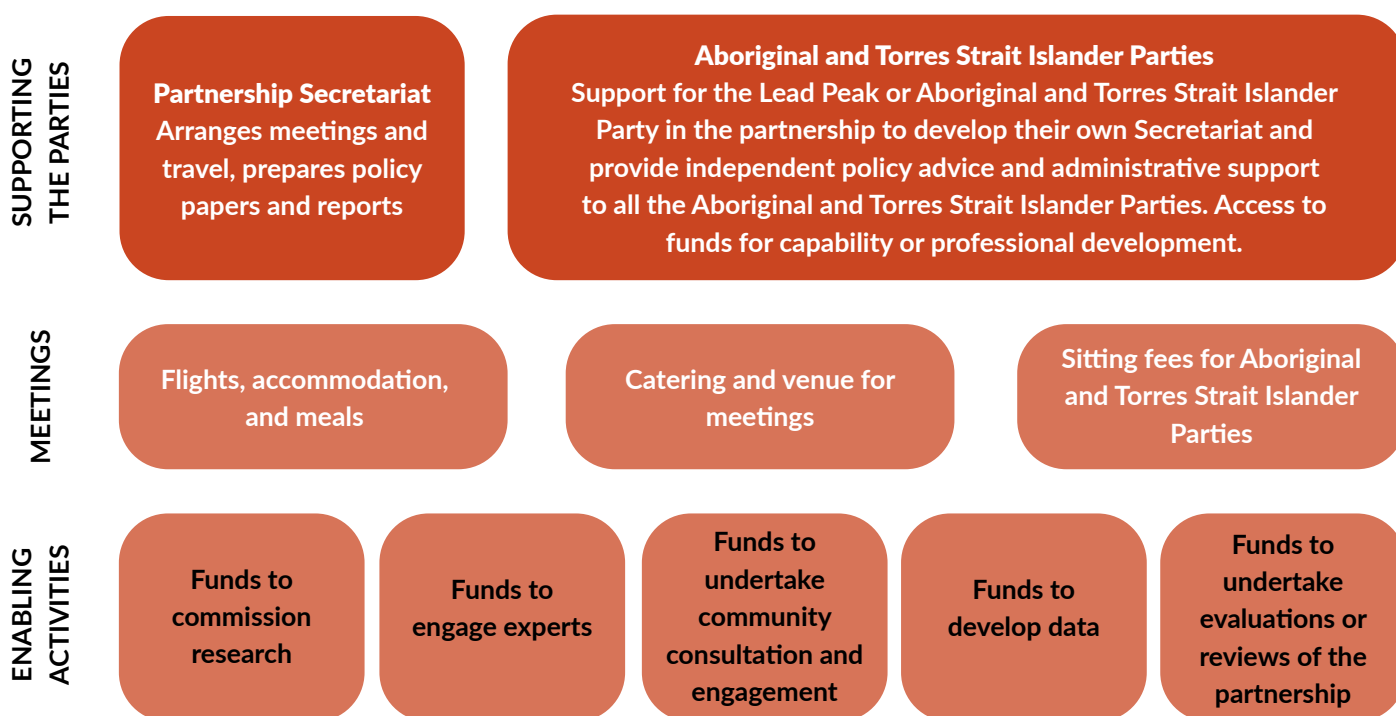 SUPPORTING
THE PARTIES
Partnership Secretariat
Arranges meetings and
travel, prepares policy
papers and reports
Aboriginal and Torres Strait Islander Parties
Support for the Lead Peak or Aboriginal and Torres Strait Islander
Party in the partnership to develop their own Secretariat and
provide independent policy advice and administrative support
to all the Aboriginal and Torres Strait Islander Parties. Access to
funds for capability or professional development.
MEETINGS
Flights, accommodation,
and meals
Catering and venue for
meetings
Sitting fees for Aboriginal
and Torres Strait Islander
Parties
ENABLING
ACTIVITIES
Funds to
commission
research
Funds to
engage experts
Funds to
undertake
community
consultation and
engagement
Funds to
develop data
Funds to
undertake
evaluations or
reviews of the
partnership